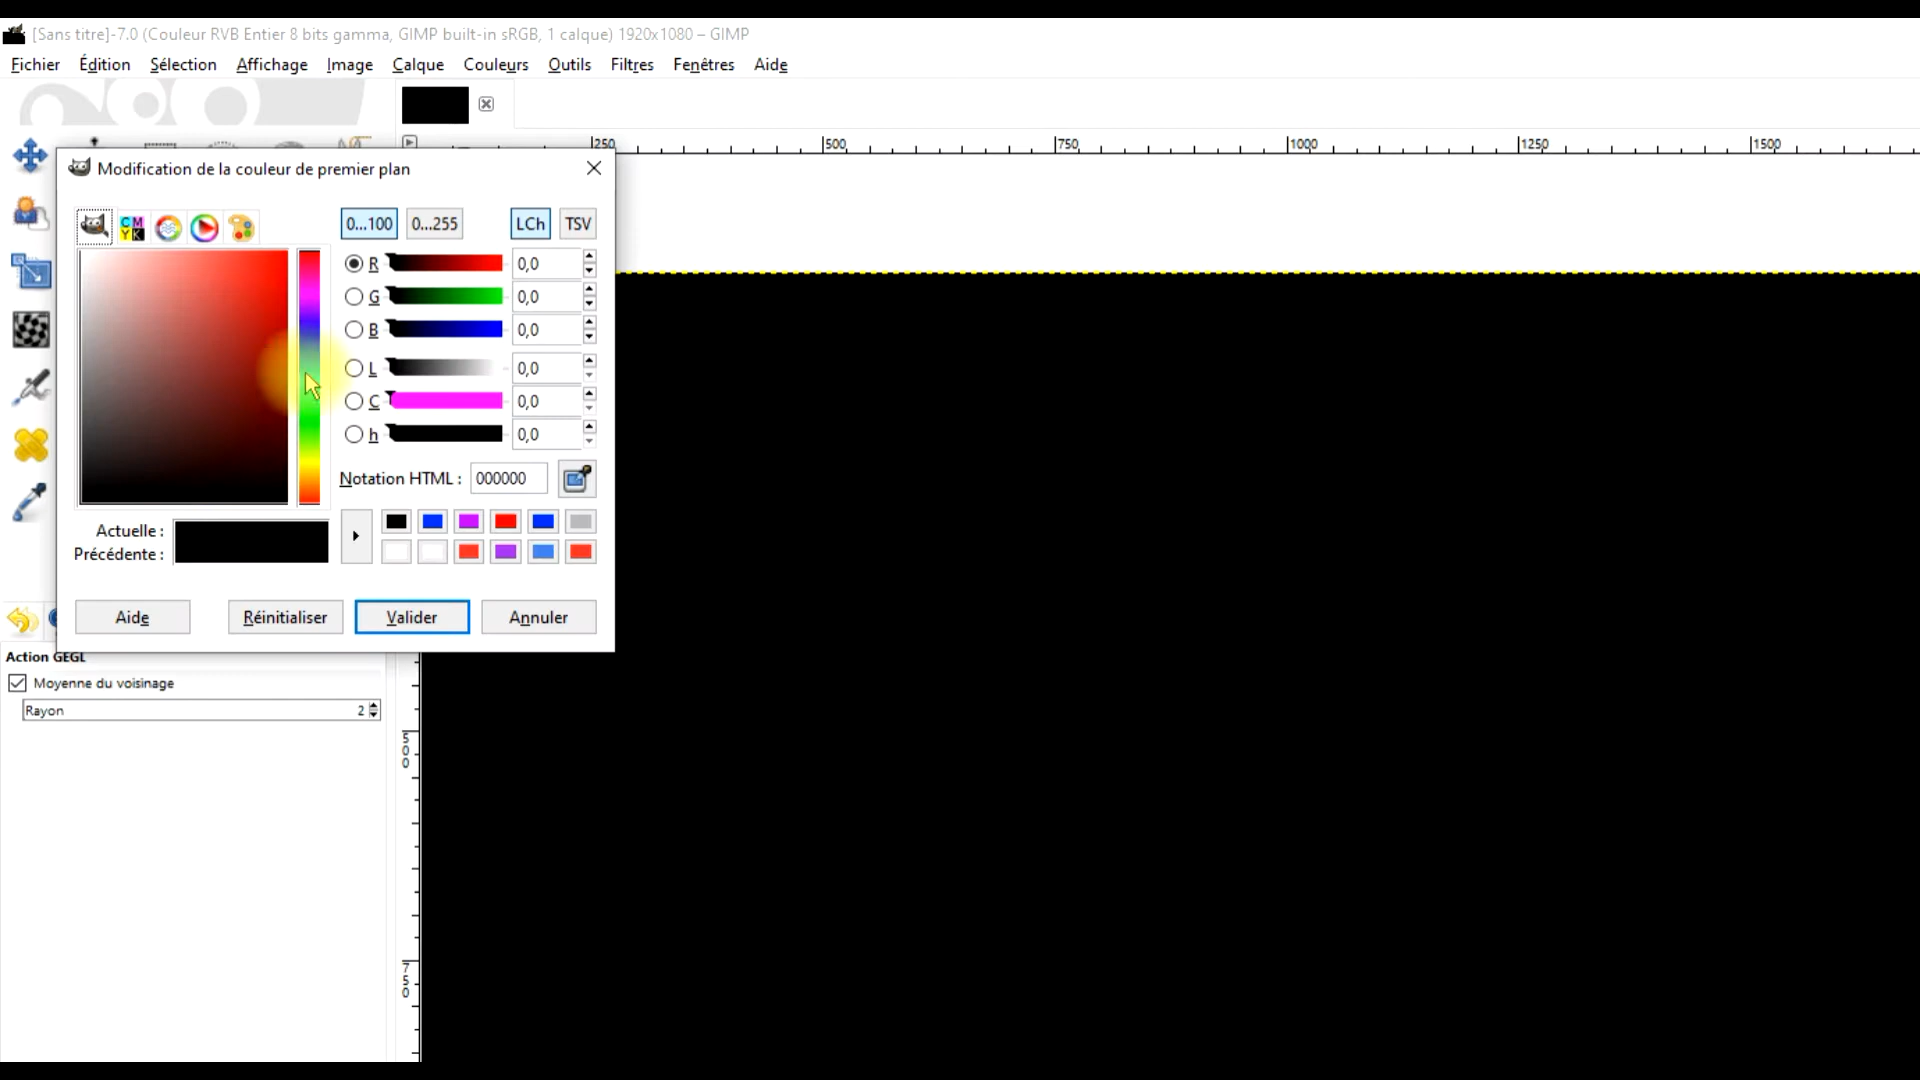 [Sans titre]-7.0 (Couleur RVB Entier 8 bits gamma, GIMP built-in sRGB, 1 calque) 1920x1080 – GIMP
Fichier Édition Sélection Affichage Image Calque Couleurs Outils Filtres Fenêtres Aide
250 500 750 1000 1250 1500
Modification de la couleur de premier plan
CM
YK
0...100 0...255 LCh TSV
R 0,0
G 0,0
B 0,0
L 0,0
C 0,0
h 0,0
Notation HTML : 000000
Actuelle :
Précédente :
Aide Réinitialiser Valider Annuler
Action GEGL
Moyenne du voisinage
Rayon 2
500
750